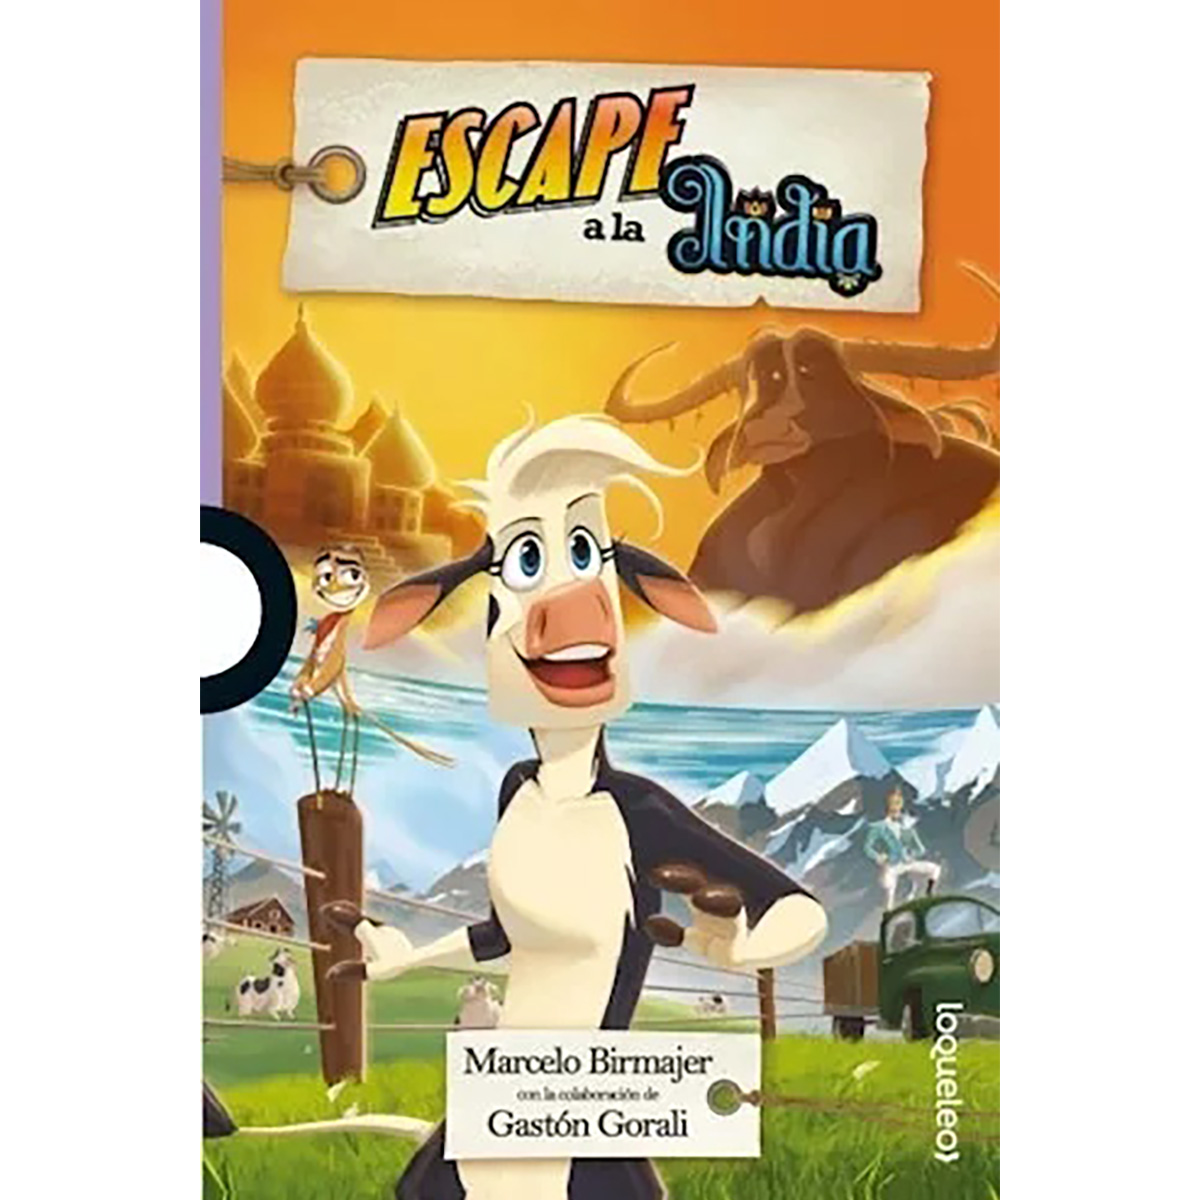 ESCAPE
a la India
Marcelo Birmajer
con la colaboración de
Gastón Gorali
loqueleo